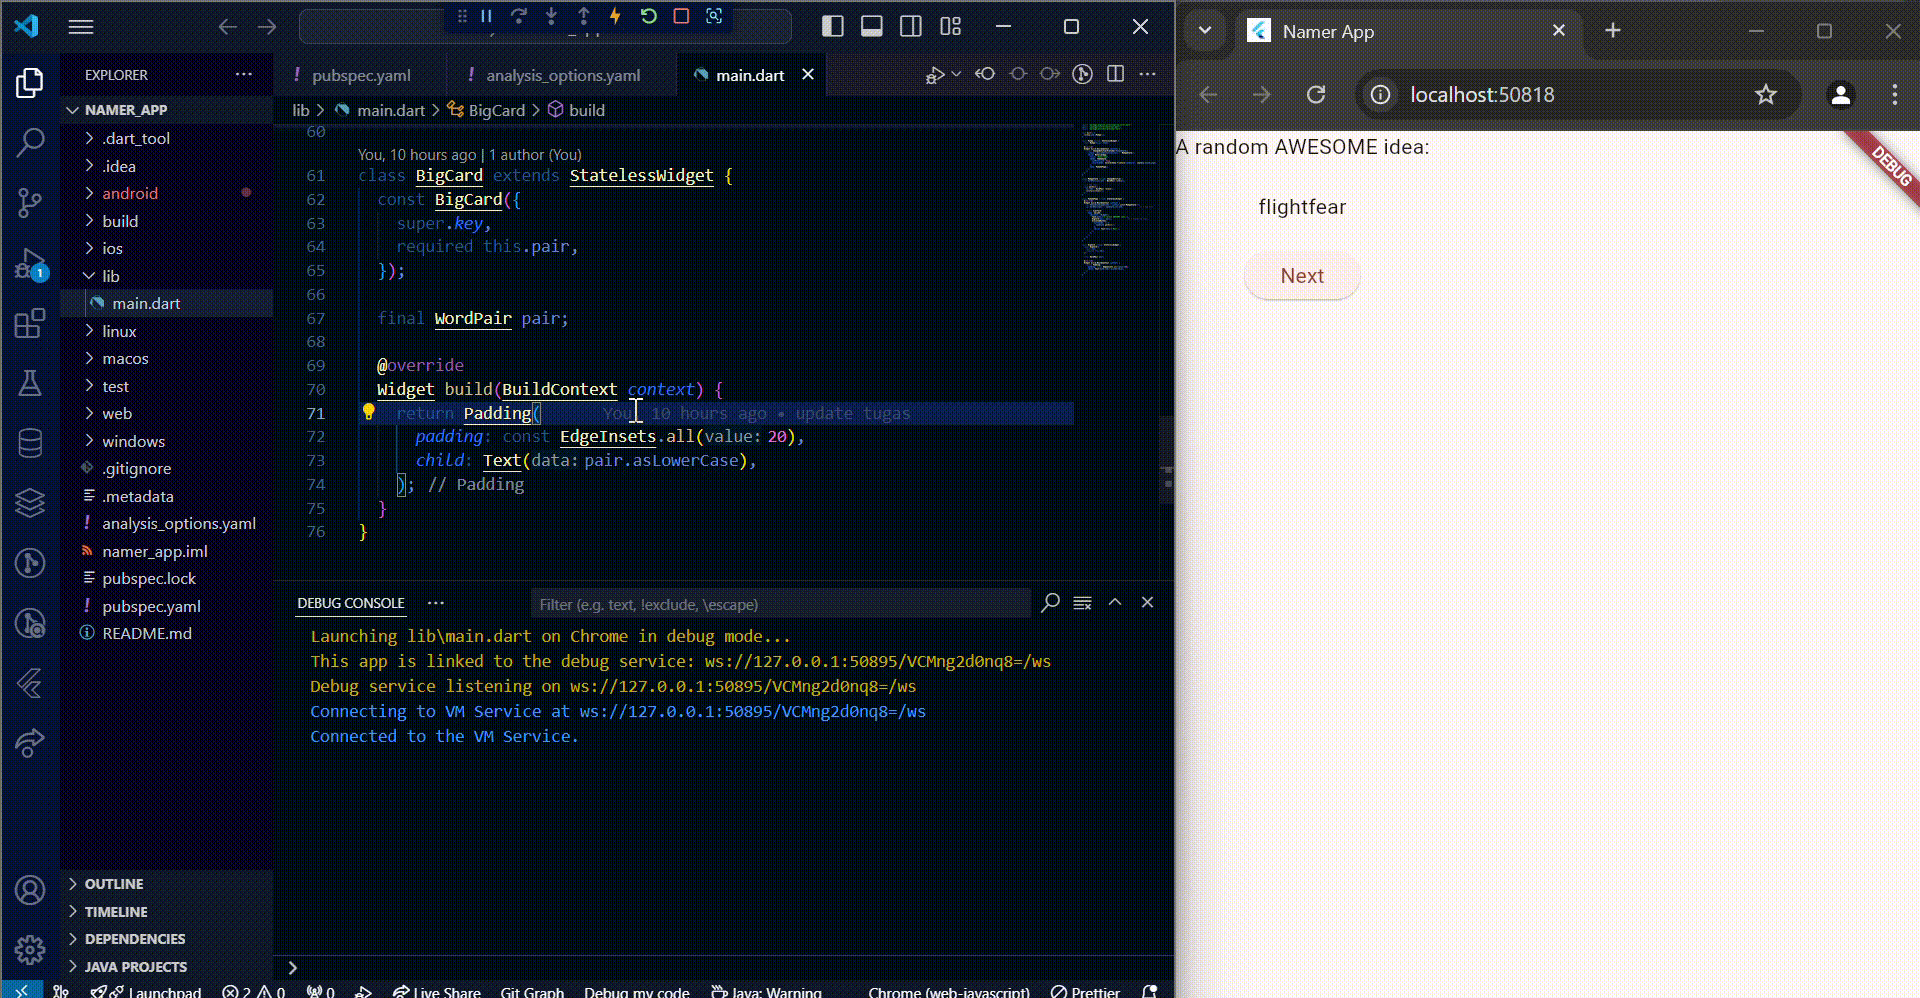 pubspec.yaml
analysis_options.yaml
main.dart
EXPLORER
NAMER_APP
.dart_tool
.idea
android
build
ios
lib
main.dart
linux
macos
test
web
windows
.gitignore
.metadata
analysis_options.yaml
namer_app.iml
pubspec.lock
pubspec.yaml
README.md
OUTLINE
TIMELINE
DEPENDENCIES
JAVA PROJECTS
lib > main.dart > BigCard > build
60
You, 10 hours ago | 1 author (You)
61 class BigCard extends StatelessWidget {
62 const BigCard({
63 super.key,
64 required this.pair,
65 });
66
67 final WordPair pair;
68
69 @override
70 Widget build(BuildContext context) {
71 return Padding( You, 10 hours ago • update tugas
72 padding: const EdgeInsets.all(value: 20),
73 child: Text(data: pair.asLowerCase),
74 ); // Padding
75 }
76 }
DEBUG CONSOLE
Filter (e.g. text, !exclude, \escape)
Launching lib\main.dart on Chrome in debug mode...
This app is linked to the debug service: ws://127.0.0.1:50895/VCMng2d0nq8=/ws
Debug service listening on ws://127.0.0.1:50895/VCMng2d0nq8=/ws
Connecting to VM Service at ws://127.0.0.1:50895/VCMng2d0nq8=/ws
Connected to the VM Service.
1
Launchpad 2 0 0 Live Share Git Graph Debug my code Java: Warning Chrome (web-javascript) Prettier
Namer App
localhost:50818
A random AWESOME idea:
DEBUG
flightfear
Next